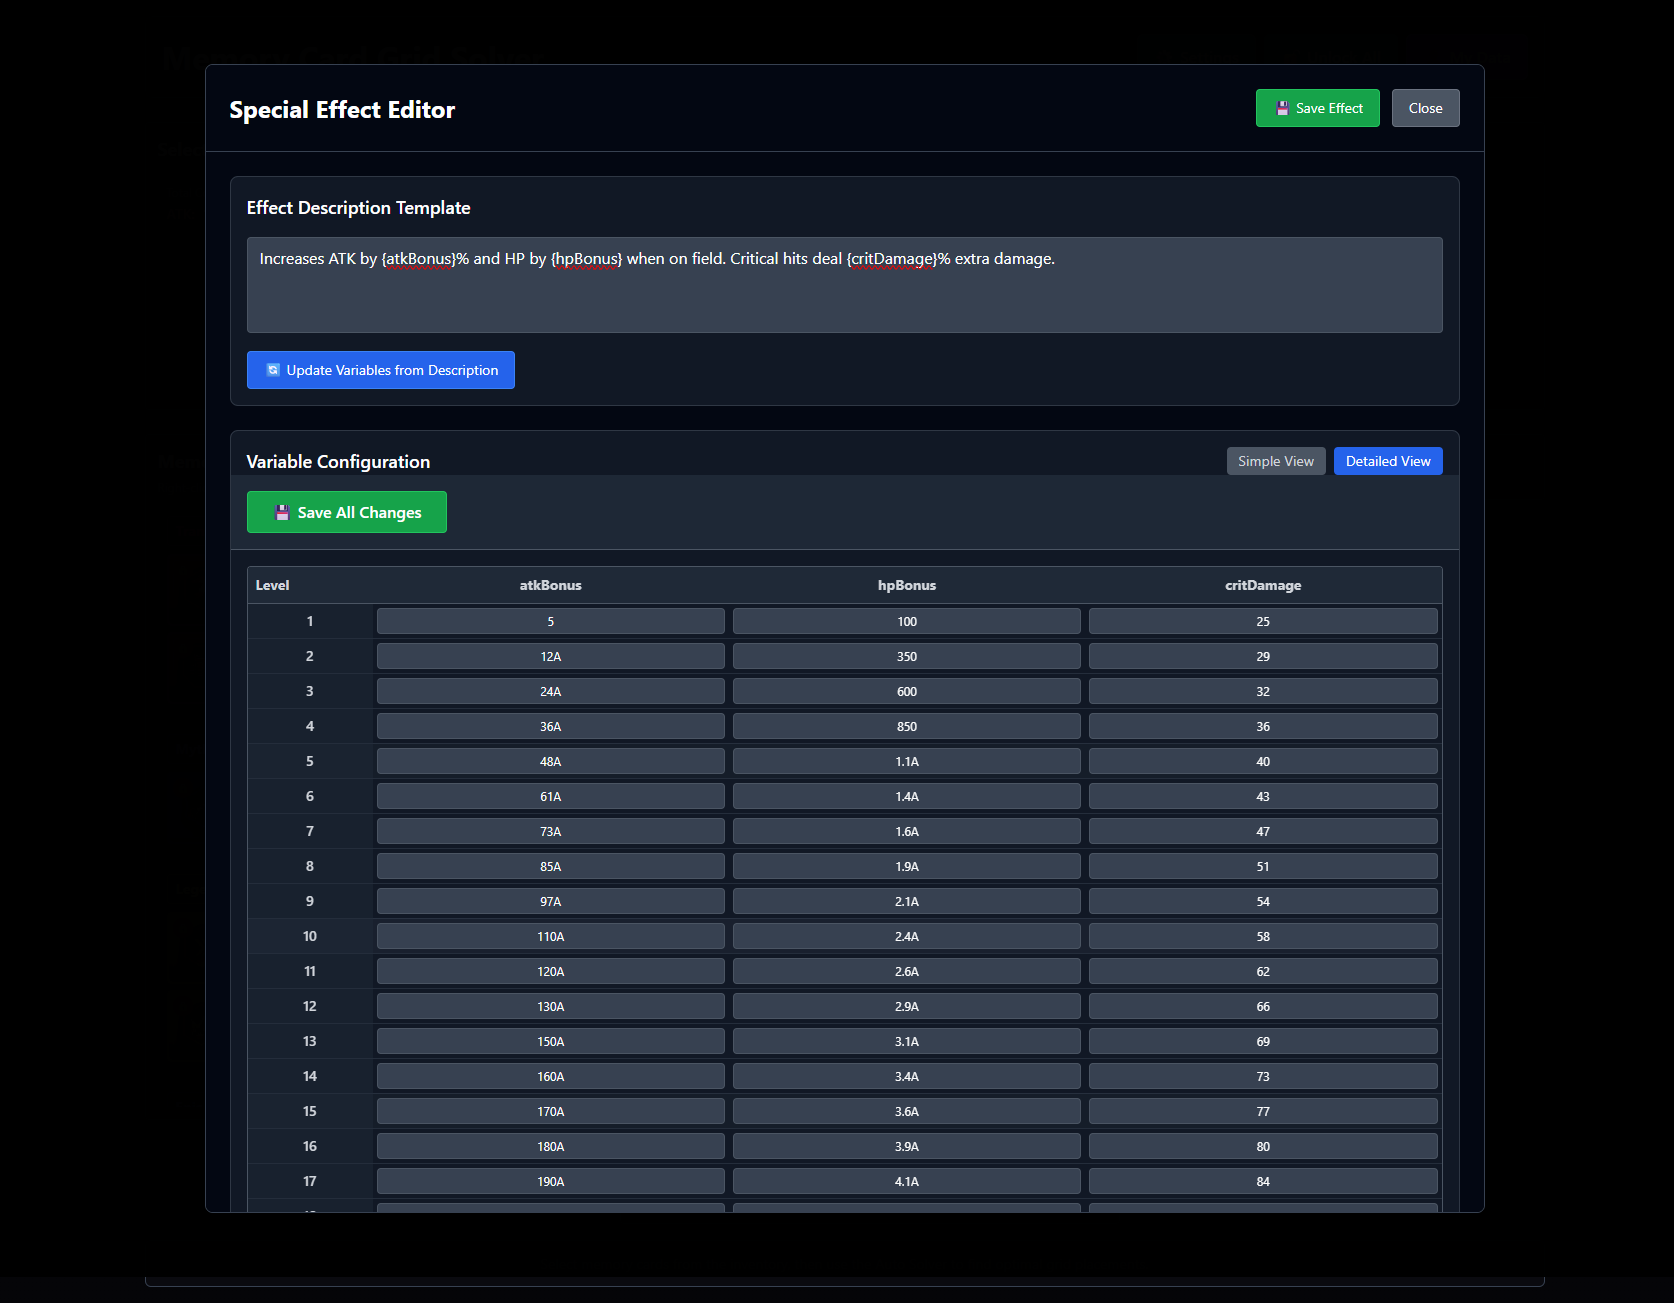 Special Effect Editor
Save Effect
Close
Effect Description Template
Increases ATK by {atkBonus}% and HP by {hpBonus} when on field. Critical hits deal {critDamage}% extra damage.
Update Variables from Description
Variable Configuration
Simple View
Detailed View
Save All Changes
Level atkBonus hpBonus critDamage
1 5 100 25
2 12A 350 29
3 24A 600 32
4 36A 850 36
5 48A 1.1A 40
6 61A 1.4A 43
7 73A 1.6A 47
8 85A 1.9A 51
9 97A 2.1A 54
10 110A 2.4A 58
11 120A 2.6A 62
12 130A 2.9A 66
13 150A 3.1A 69
14 160A 3.4A 73
15 170A 3.6A 77
16 180A 3.9A 80
17 190A 4.1A 84